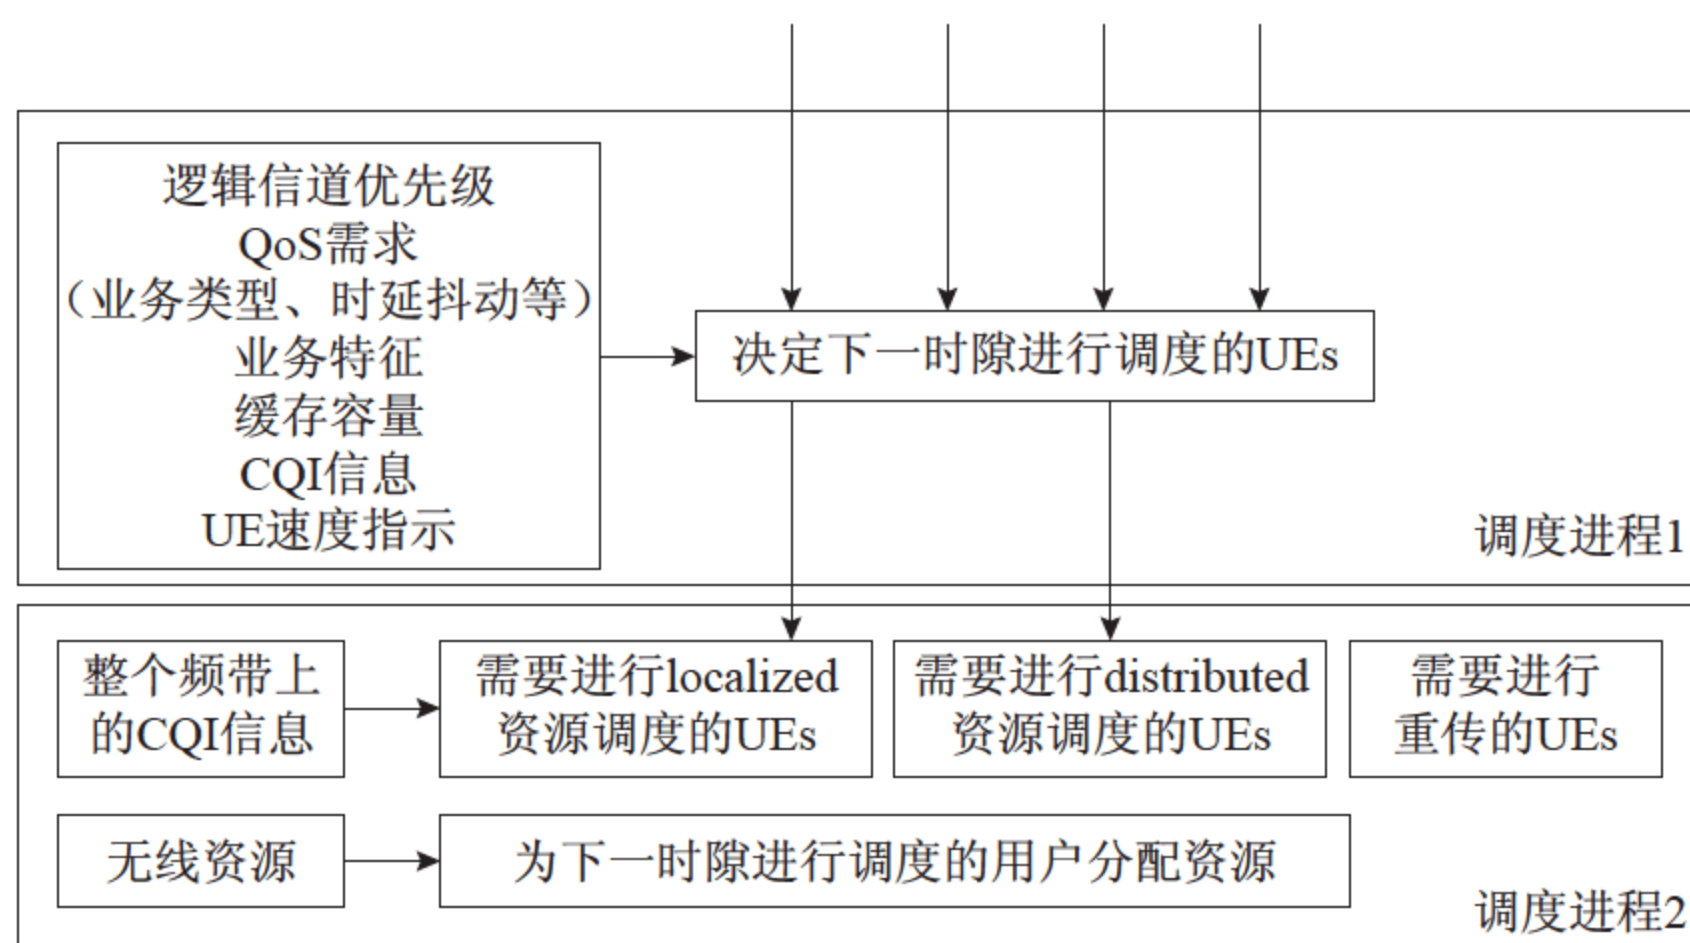 逻辑信道优先级
QoS需求
（业务类型、时延抖动等）
业务特征
缓存容量
CQI信息
UE速度指示
决定下一时隙进行调度的UEs
调度进程1
整个频带上
的CQI信息
需要进行localized
资源调度的UEs
需要进行distributed
资源调度的UEs
需要进行
重传的UEs
无线资源
为下一时隙进行调度的用户分配资源
调度进程2